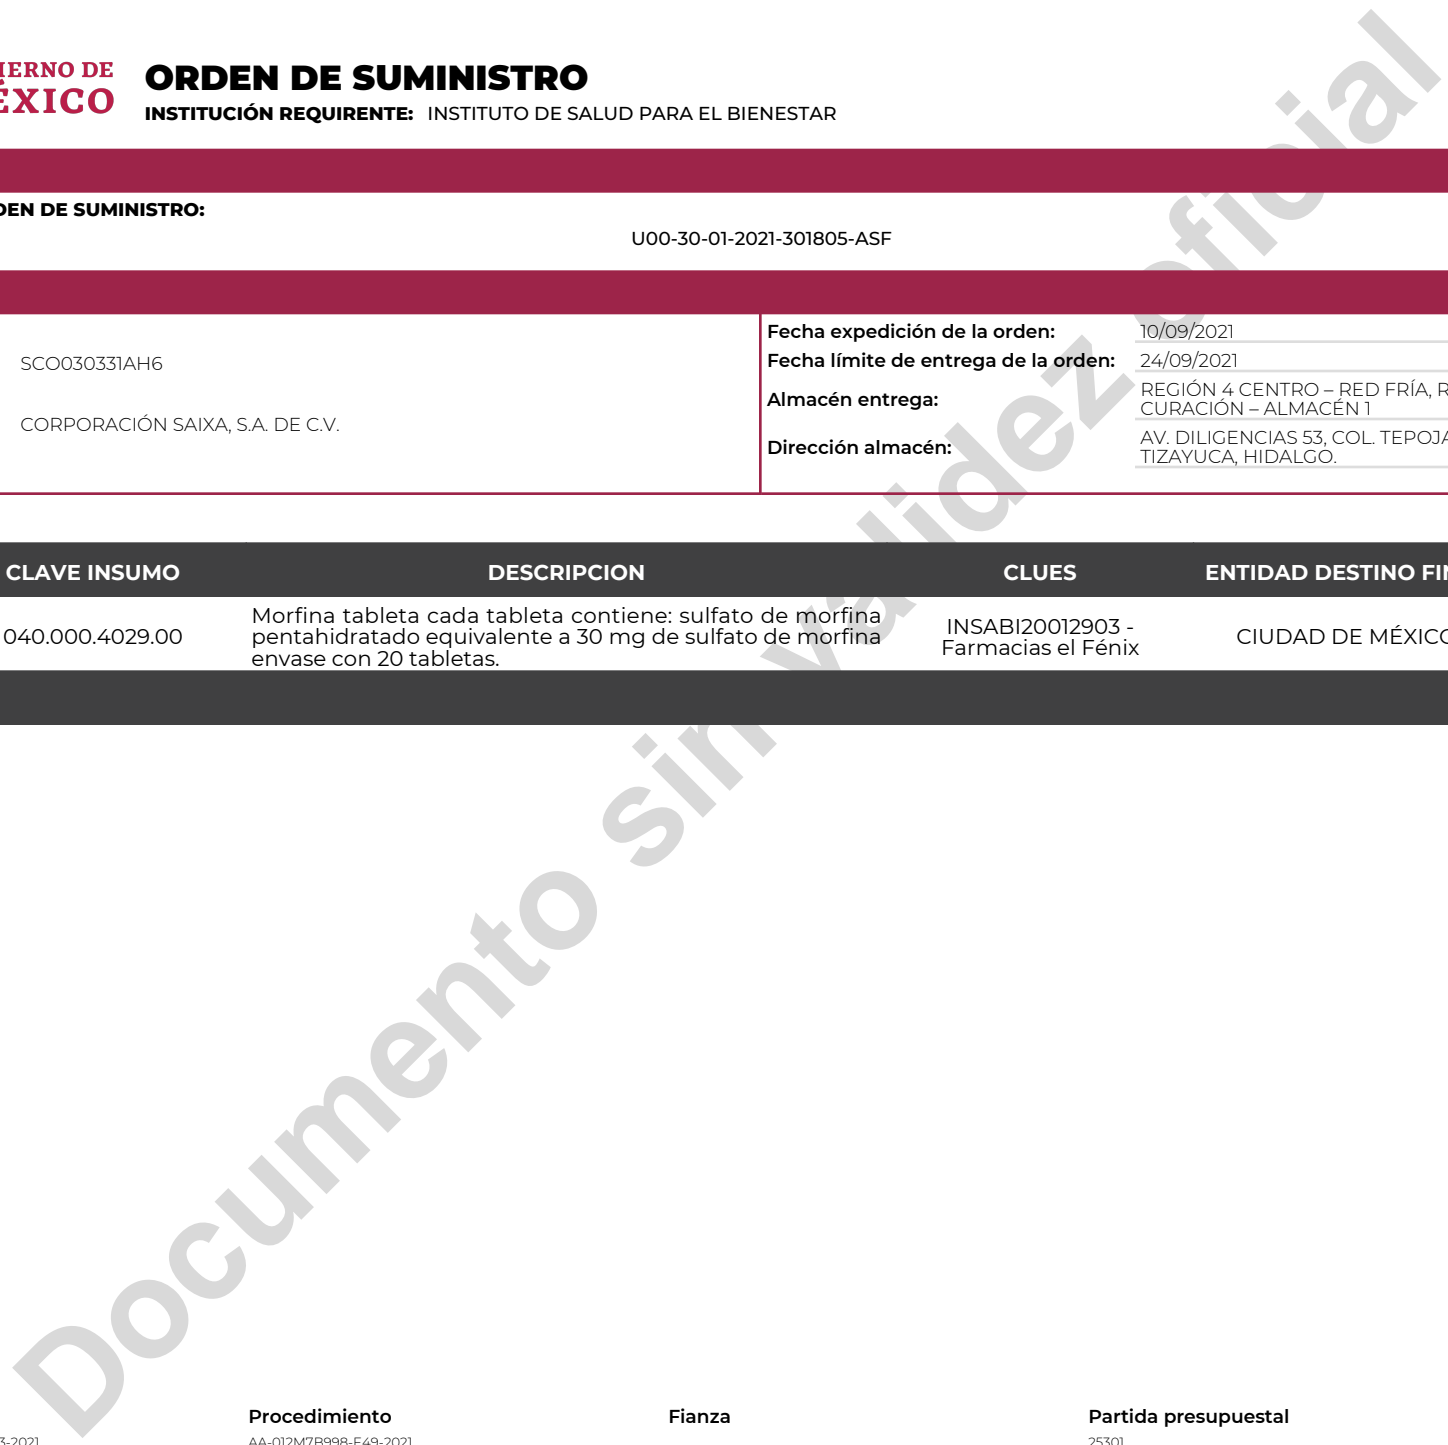 ORDEN DE SUMINISTRO
INSTITUCIÓN REQUIRENTE: INSTITUTO DE SALUD PARA EL BIENESTAR
IERNO DE
ÉXICO
DEN DE SUMINISTRO:
U00-30-01-2021-301805-ASF
SCO030331AH6
CORPORACIÓN SAIXA, S.A. DE C.V.
Fecha expedición de la orden: 10/09/2021
Fecha límite de entrega de la orden: 24/09/2021
Almacén entrega: REGIÓN 4 CENTRO – RED FRÍA, R
CURACIÓN – ALMACÉN 1
Dirección almacén: AV. DILIGENCIAS 53, COL. TEPOJA
TIZAYUCA, HIDALGO.
CLAVE INSUMO DESCRIPCION CLUES ENTIDAD DESTINO FIN
040.000.4029.00
Morfina tableta cada tableta contiene: sulfato de morfina
pentahidratado equivalente a 30 mg de sulfato de morfina
envase con 20 tabletas.
INSABI20012903 -
Farmacias el Fénix
CIUDAD DE MÉXICO
Documento sin validez oficial
Procedimiento Fianza Partida presupuestal
3-2021 AA-012M7B998-E49-2021 25301